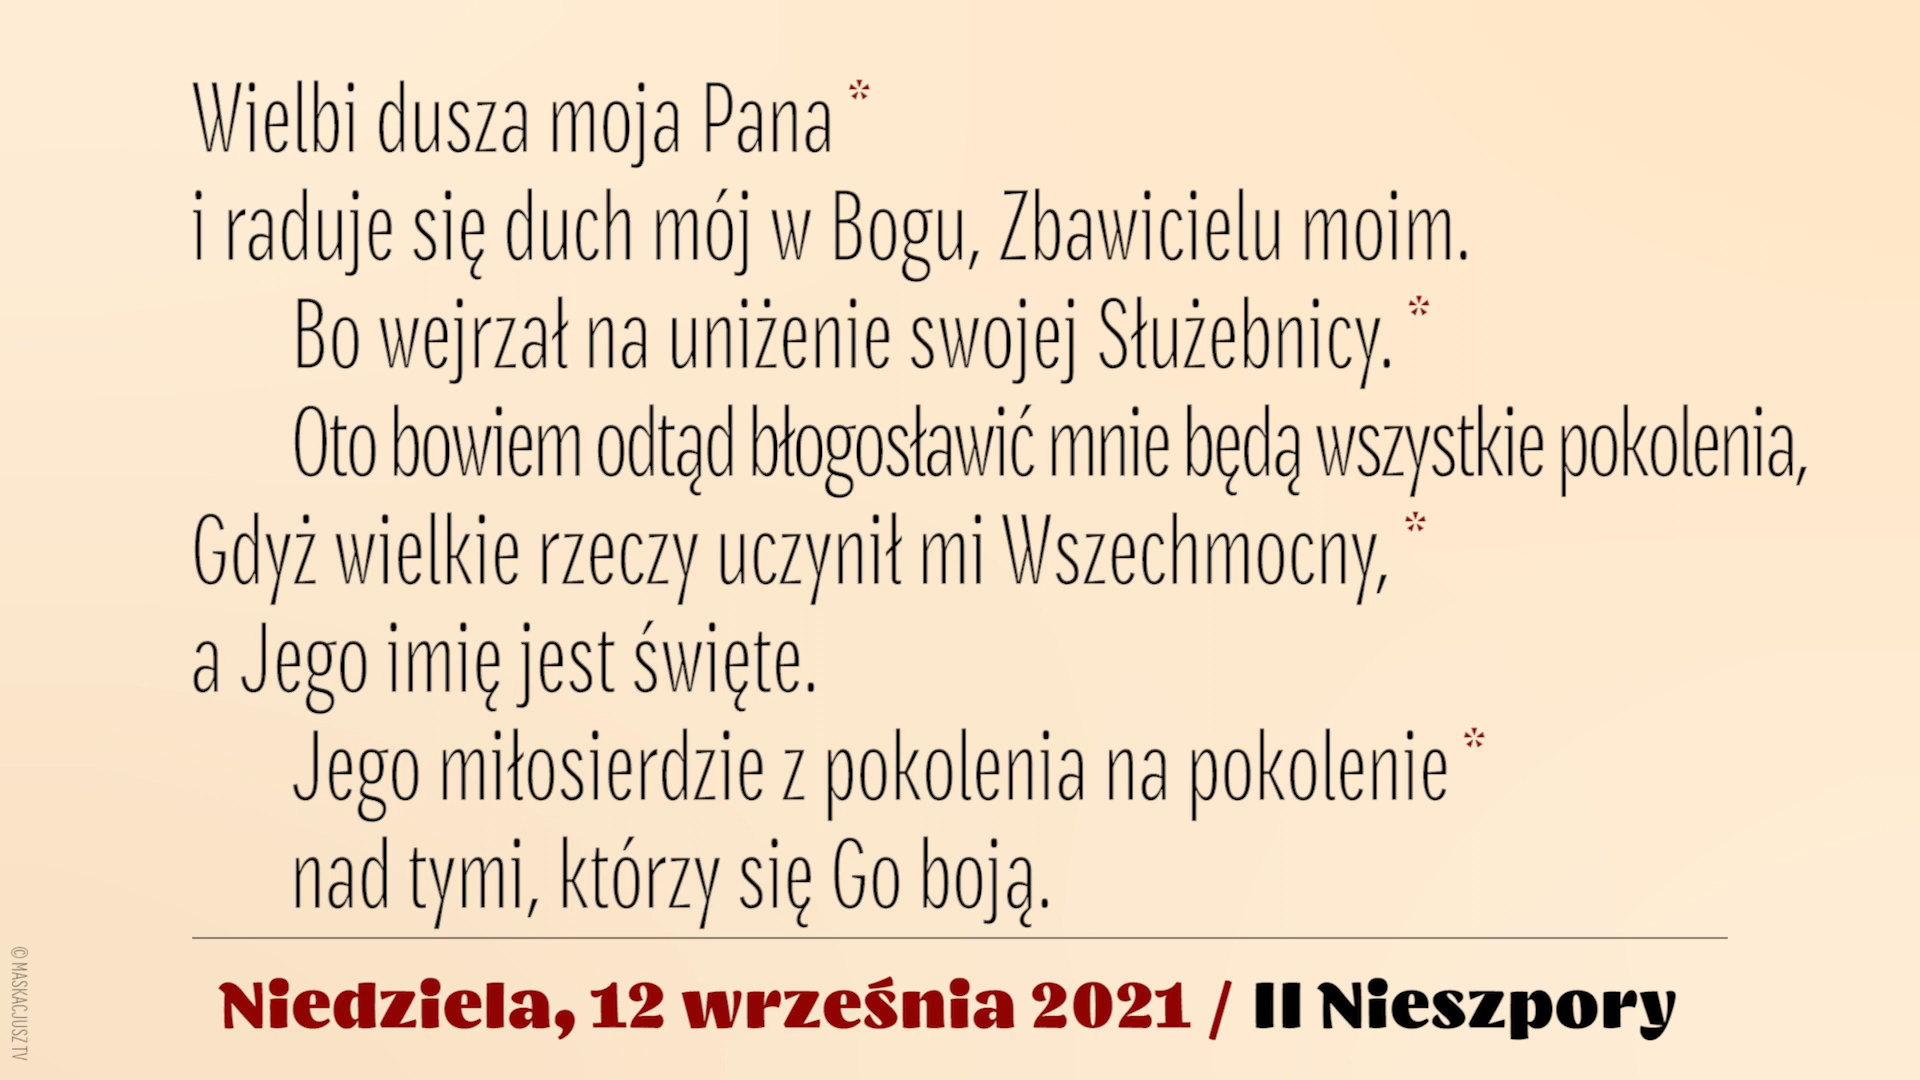 Wielbi dusza moja Pana *
i raduje się duch mój w Bogu, Zbawicielu moim.
Bo wejrzał na uniżenie swojej Służebnicy. *
Oto bowiem odtąd błogosławić mnie będą wszystkie pokolenia,
Gdyż wielkie rzeczy uczynił mi Wszechmocny, *
a Jego imię jest święte.
Jego miłosierdzie z pokolenia na pokolenie *
nad tymi, którzy się Go boją.
Niedziela, 12 września 2021 / II Nieszpory
© MASKACJUSZ TV